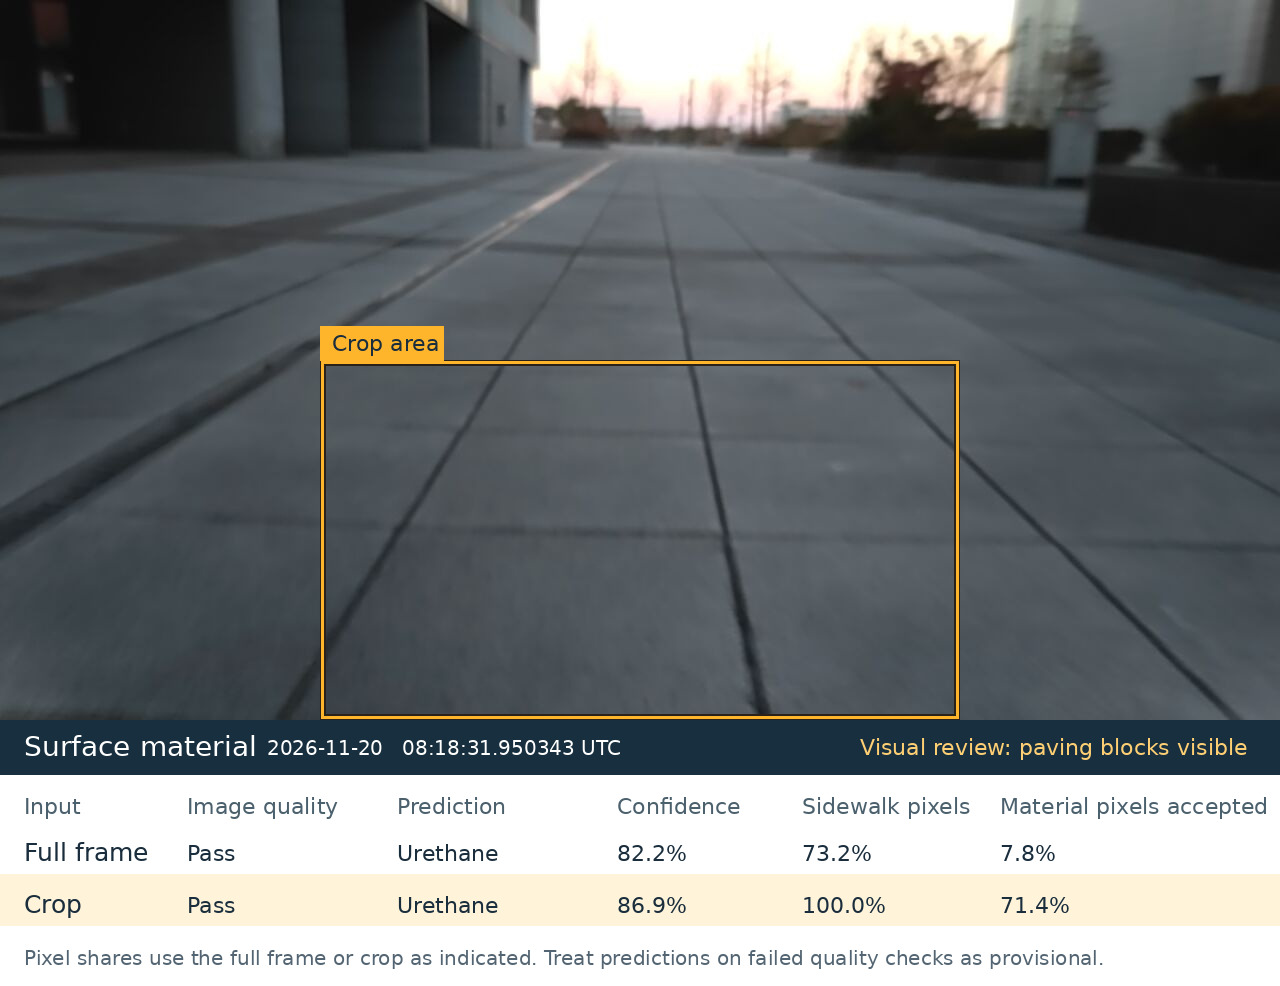 Crop area
Surface material 2026-11-20 08:18:31.950343 UTC Visual review: paving blocks visible
Input Image quality Prediction Confidence Sidewalk pixels Material pixels accepted
Full frame Pass Urethane 82.2% 73.2% 7.8%
Crop Pass Urethane 86.9% 100.0% 71.4%
Pixel shares use the full frame or crop as indicated. Treat predictions on failed quality checks as provisional.